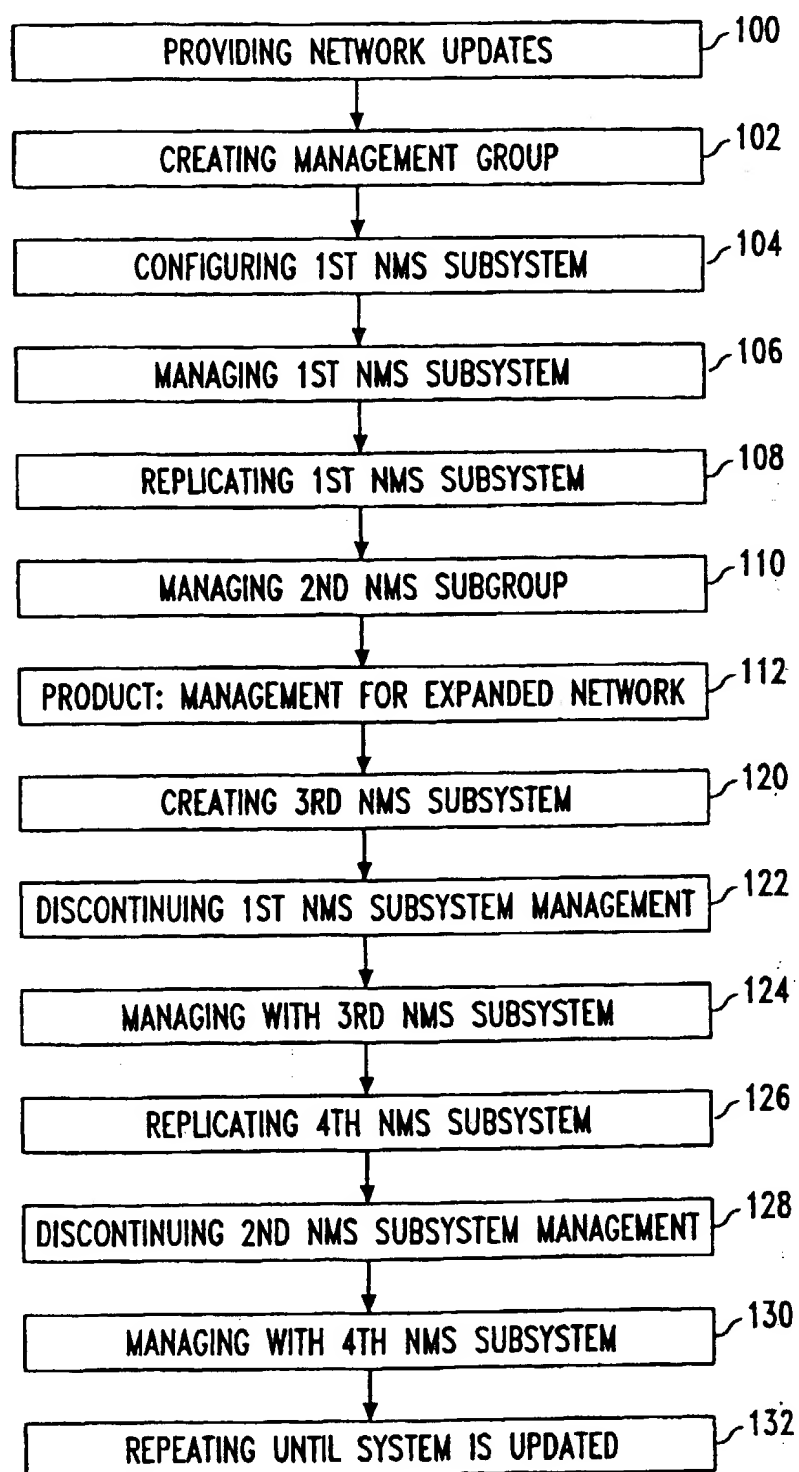 PROVIDING NETWORK UPDATES 100
CREATING MANAGEMENT GROUP 102
CONFIGURING 1ST NMS SUBSYSTEM 104
MANAGING 1ST NMS SUBSYSTEM 106
REPLICATING 1ST NMS SUBSYSTEM 108
MANAGING 2ND NMS SUBGROUP 110
PRODUCT: MANAGEMENT FOR EXPANDED NETWORK 112
CREATING 3RD NMS SUBSYSTEM 120
DISCONTINUING 1ST NMS SUBSYSTEM MANAGEMENT 122
MANAGING WITH 3RD NMS SUBSYSTEM 124
REPLICATING 4TH NMS SUBSYSTEM 126
DISCONTINUING 2ND NMS SUBSYSTEM MANAGEMENT 128
MANAGING WITH 4TH NMS SUBSYSTEM 130
REPEATING UNTIL SYSTEM IS UPDATED 132